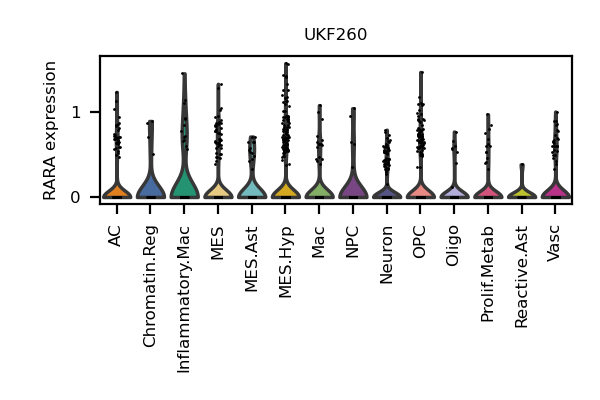 UKF260
RARA expression
1
0
AC
Chromatin.Reg
Inflammatory.Mac
MES
MES.Ast
MES.Hyp
Mac
NPC
Neuron
OPC
Oligo
Prolif.Metab
Reactive.Ast
Vasc